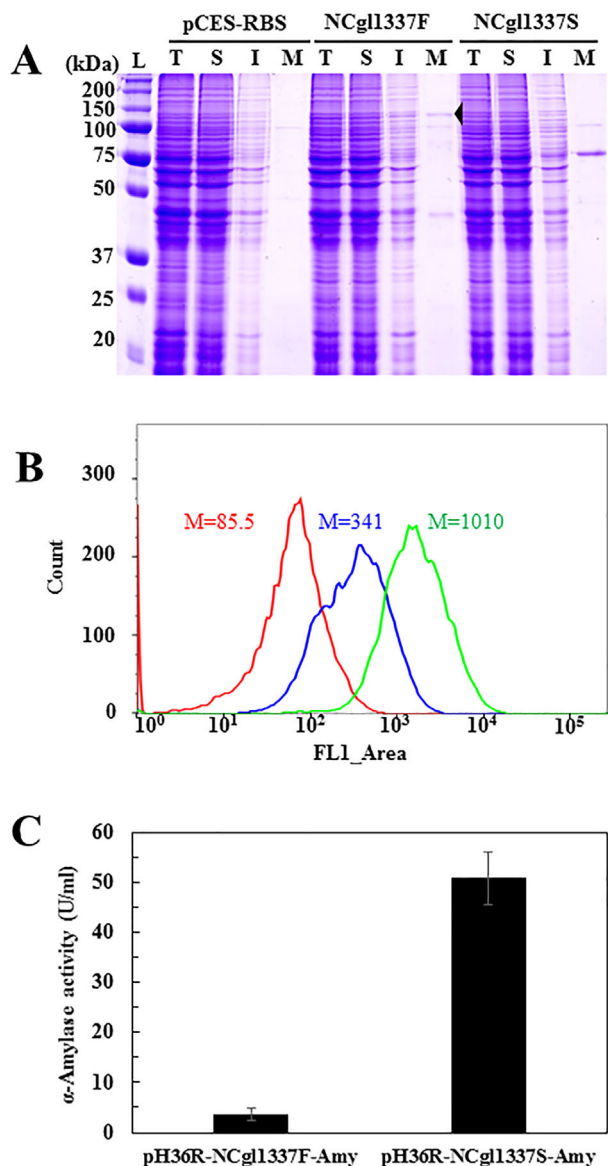 pCES-RBS NCgl1337F NCgl1337S
A (kDa) L T S I M T S I M T S I M
200
150
100
75
50
37
25
20
B
300
M=85.5 M=341 M=1010
200
Count
100
0
10⁰ 10¹ 10² 10³ 10⁴ 10⁵
FL1_Area
C
60
50
40
α-Amylase activity (U/ml)
30
20
10
0
pH36R-NCgl1337F-Amy pH36R-NCgl1337S-Amy